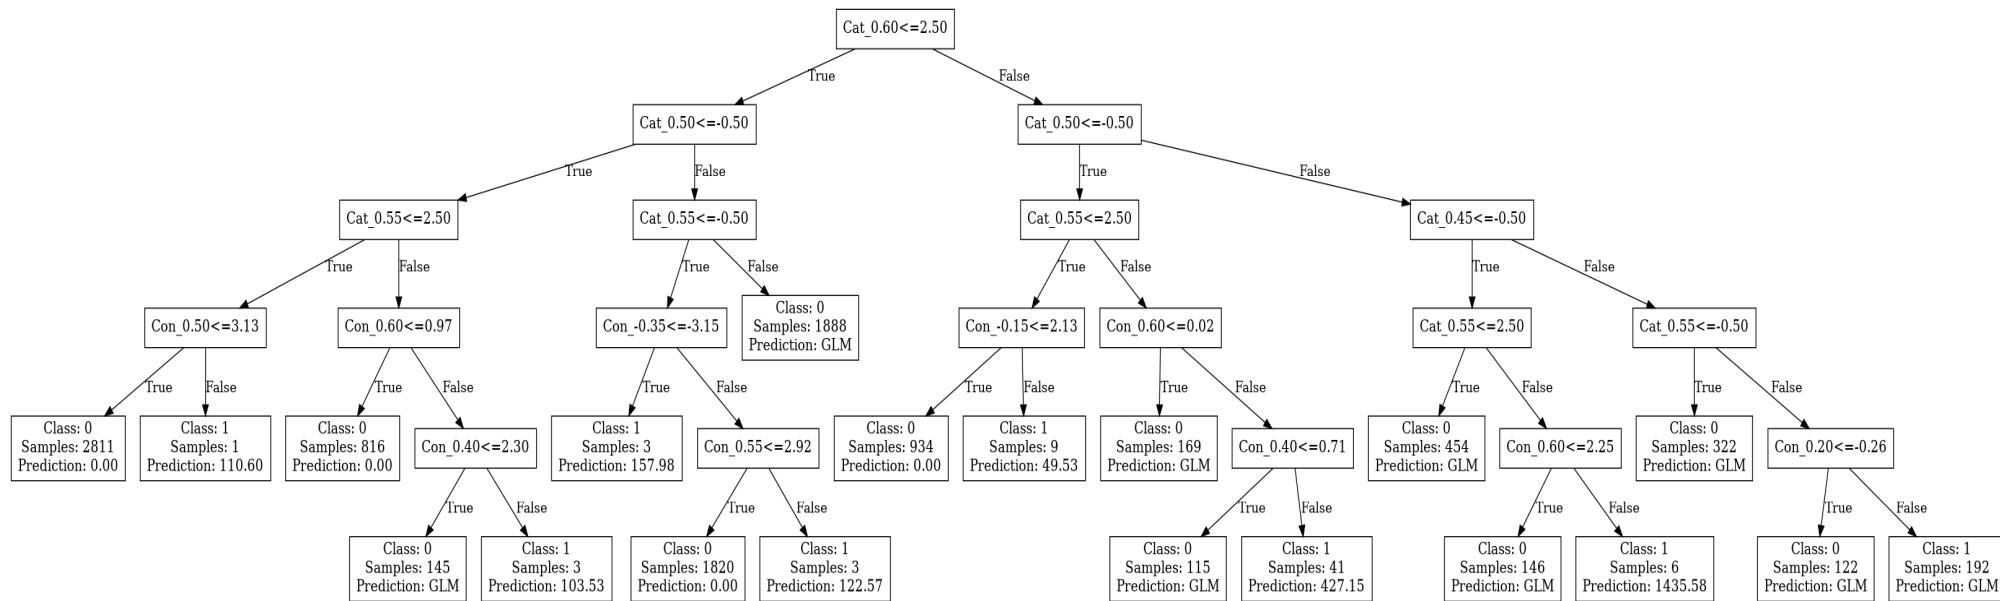 Cat_0.60<=2.50
True
False
Cat_0.50<=-0.50
Cat_0.50<=-0.50
True
False
True
False
Cat_0.55<=2.50
Cat_0.55<=-0.50
Cat_0.55<=2.50
Cat_0.45<=-0.50
True
False
True
False
True
False
True
False
Con_0.50<=3.13
Con_0.60<=0.97
Con_-0.35<=-3.15
Class: 0
Samples: 1888
Prediction: GLM
Con_-0.15<=2.13
Con_0.60<=0.02
Cat_0.55<=2.50
Cat_0.55<=-0.50
True
False
True
False
True
False
True
False
True
False
True
False
True
False
Class: 0
Samples: 2811
Prediction: 0.00
Class: 1
Samples: 1
Prediction: 110.60
Class: 0
Samples: 816
Prediction: 0.00
Con_0.40<=2.30
Class: 1
Samples: 3
Prediction: 157.98
Con_0.55<=2.92
Class: 0
Samples: 934
Prediction: 0.00
Class: 1
Samples: 9
Prediction: 49.53
Class: 0
Samples: 169
Prediction: GLM
Con_0.40<=0.71
Class: 0
Samples: 454
Prediction: GLM
Con_0.60<=2.25
Class: 0
Samples: 322
Prediction: GLM
Con_0.20<=-0.26
True
False
True
False
True
False
True
False
True
False
Class: 0
Samples: 145
Prediction: GLM
Class: 1
Samples: 3
Prediction: 103.53
Class: 0
Samples: 1820
Prediction: 0.00
Class: 1
Samples: 3
Prediction: 122.57
Class: 0
Samples: 115
Prediction: GLM
Class: 1
Samples: 41
Prediction: 427.15
Class: 0
Samples: 146
Prediction: GLM
Class: 1
Samples: 6
Prediction: 1435.58
Class: 0
Samples: 122
Prediction: GLM
Class: 1
Samples: 192
Prediction: GLM